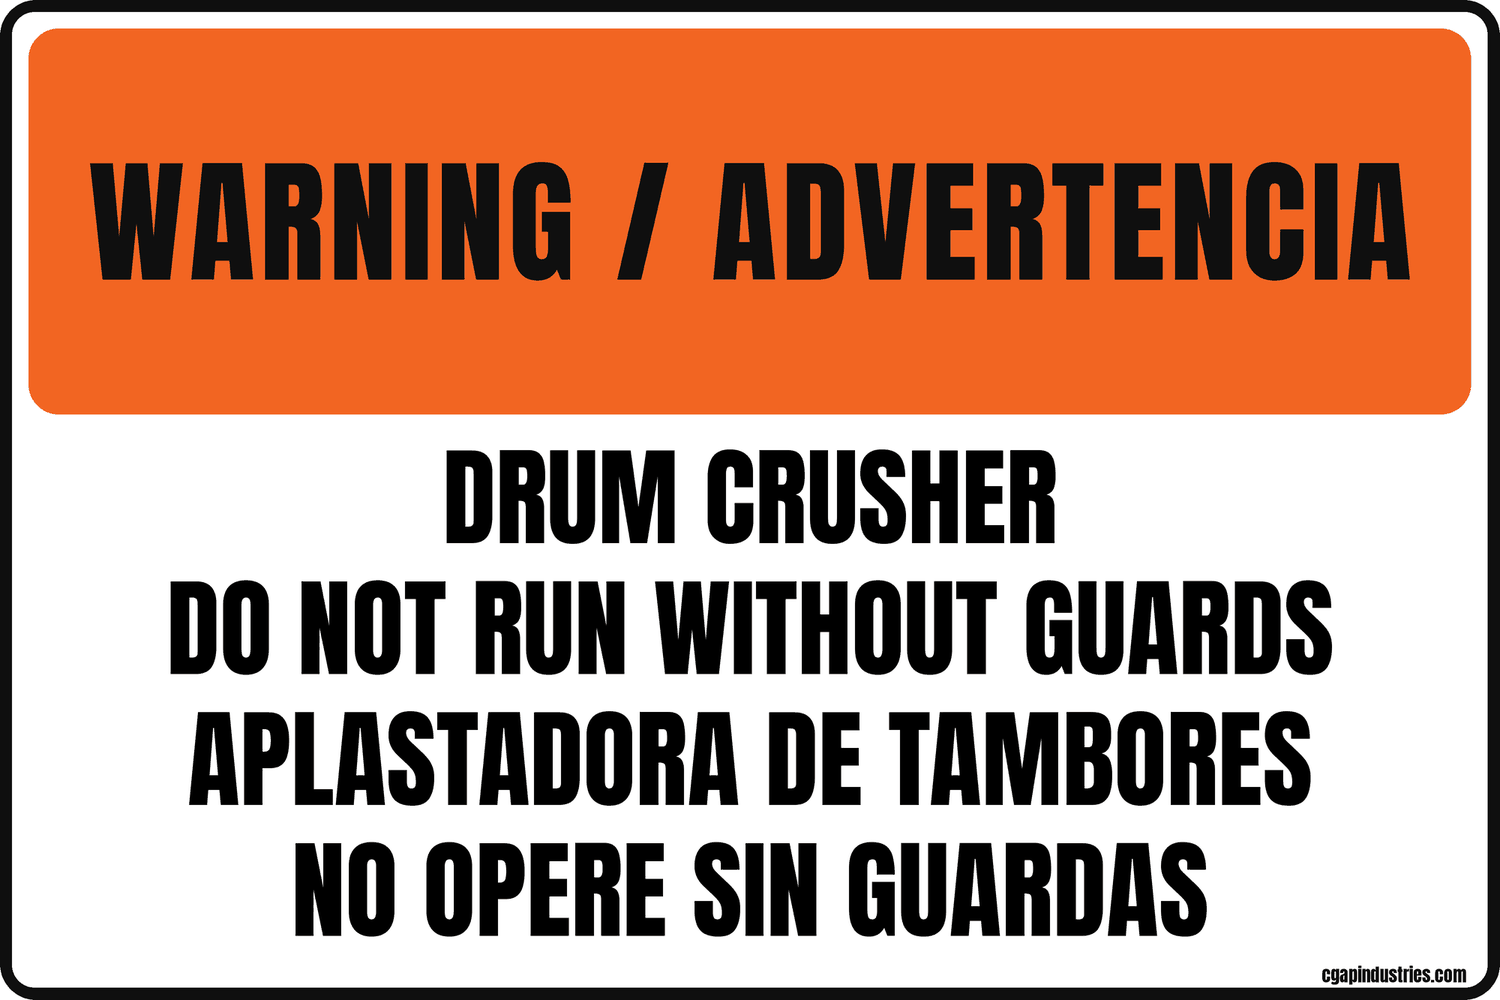 WARNING / ADVERTENCIA
DRUM CRUSHER
DO NOT RUN WITHOUT GUARDS
APLASTADORA DE TAMBORES
NO OPERE SIN GUARDAS
cgapindustries.com